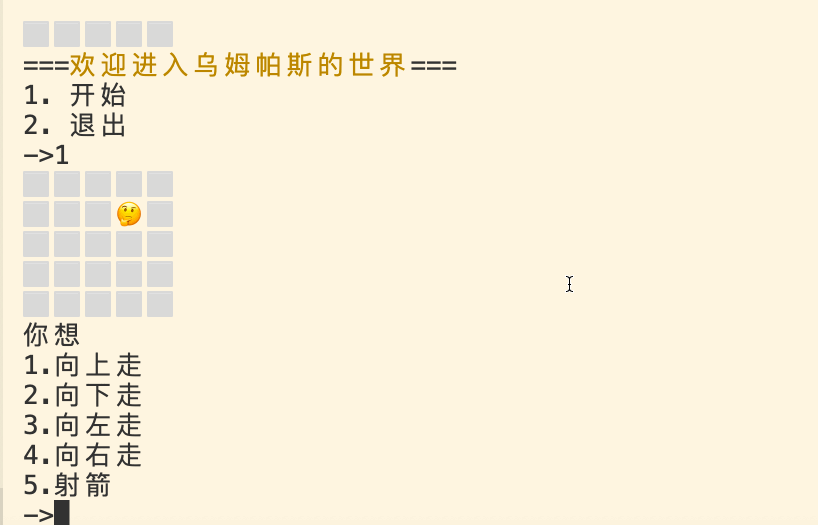 ===欢迎进入乌姆帕斯的世界===
1. 开始
2. 退出
->1
你想
1.向上走
2.向下走
3.向左走
4.向右走
5.射箭
->